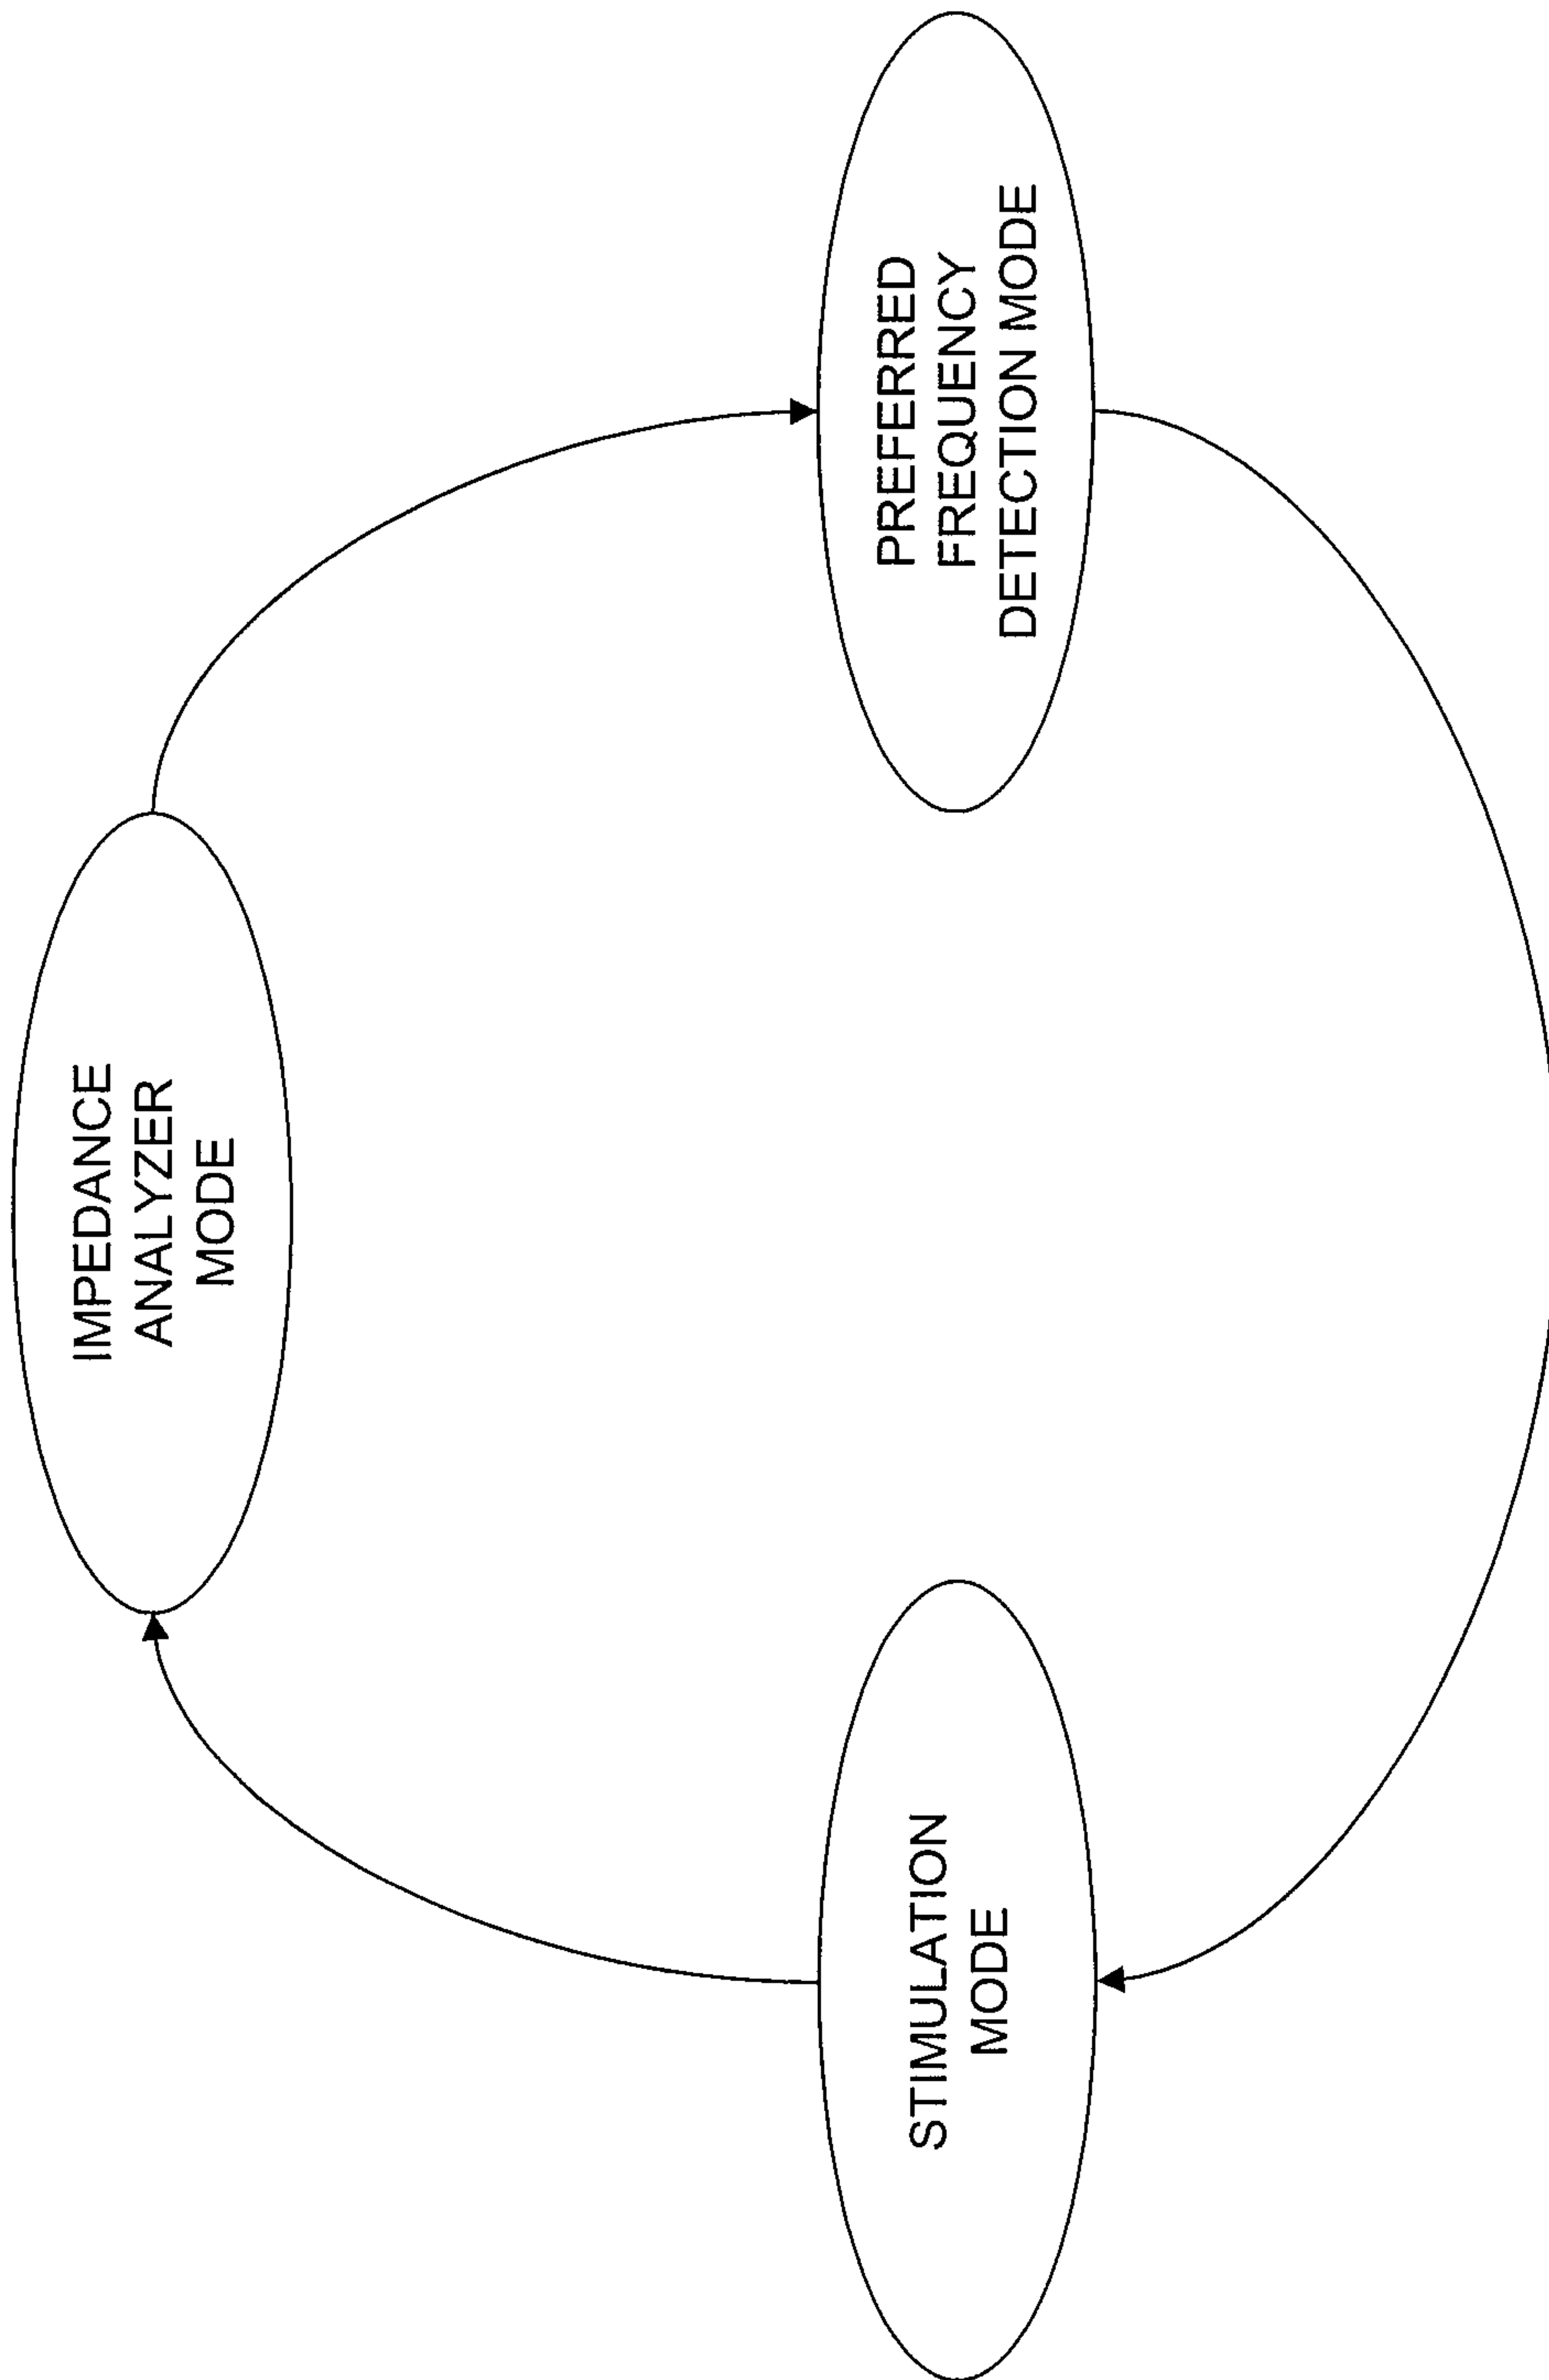 IMPEDANCE
ANALYZER
MODE
STIMULATION
MODE
PREFERRED
FREQUENCY
DETECTION MODE